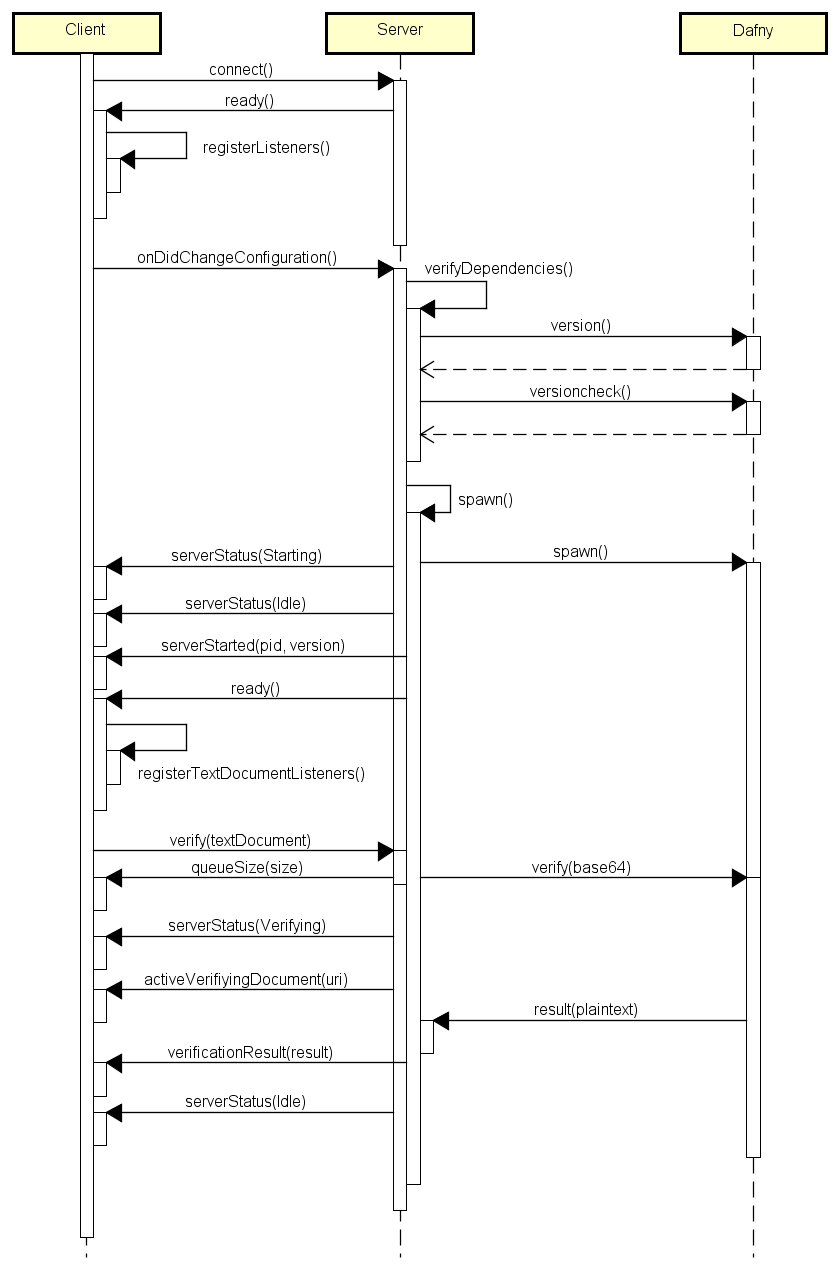 Client
Server
Dafny
connect()
ready()
registerListeners()
onDidChangeConfiguration()
verifyDependencies()
version()
versioncheck()
spawn()
serverStatus(Starting)
spawn()
serverStatus(Idle)
serverStarted(pid, version)
ready()
registerTextDocumentListeners()
verify(textDocument)
queueSize(size)
verify(base64)
serverStatus(Verifying)
activeVerifiyingDocument(uri)
result(plaintext)
verificationResult(result)
serverStatus(Idle)